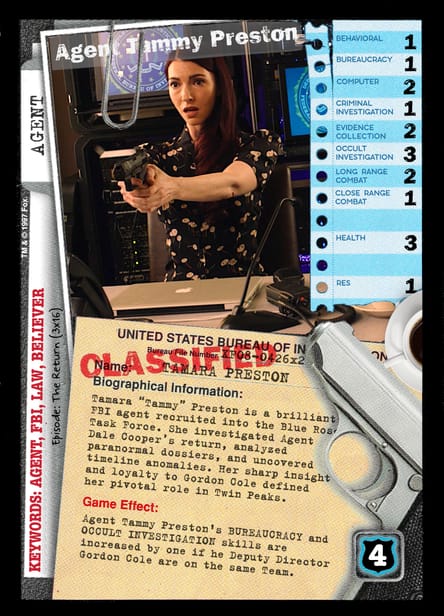 Agent Tammy Preston
AGENT
TM & © 1997 Fox.
KEYWORDS: AGENT, FBI, LAW, BELIEVER
Episode: The Return (3x16)
BEHAVIORAL 1
BUREAUCRACY 1
COMPUTER 2
CRIMINAL
INVESTIGATION 1
EVIDENCE
COLLECTION 2
OCCULT
INVESTIGATION 3
LONG RANGE
COMBAT 2
CLOSE RANGE
COMBAT 1
HEALTH 3
RES 1
UNITED STATES BUREAU OF IN
Bureau File Number XF08-0426x2
CLASSIFIED
Name: TAMARA PRESTON
Biographical Information:
Tamara "Tammy" Preston is a brilliant
FBI agent recruited into the Blue Ros
Task Force. She investigated Agent
Dale Cooper's return, analyzed
paranormal dossiers, and uncovered
timeline anomalies. Her sharp insight
and loyalty to Gordon Cole defined
her pivotal role in Twin Peaks.
Game Effect:
Agent Tammy Preston's BUREAUCRACY and
OCCULT INVESTIGATION skills are
increased by one if he Deputy Director
Gordon Cole are on the same Team.
4